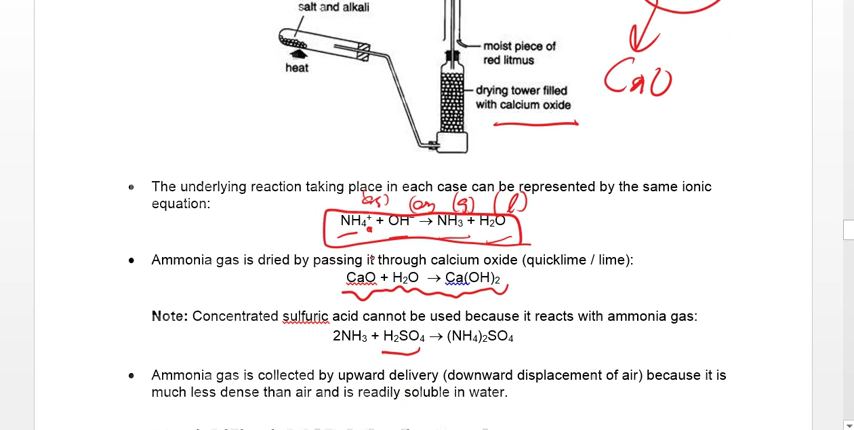 salt and alkali
heat
moist piece of
red litmus
drying tower filled
with calcium oxide
CaO
• The underlying reaction taking place in each case can be represented by the same ionic
equation:
(g) (l)
NH₄⁺ + OH⁻ → NH₃ + H₂O
• Ammonia gas is dried by passing it through calcium oxide (quicklime / lime):
CaO + H₂O → Ca(OH)₂
Note: Concentrated sulfuric acid cannot be used because it reacts with ammonia gas:
2NH₃ + H₂SO₄ → (NH₄)₂SO₄
• Ammonia gas is collected by upward delivery (downward displacement of air) because it is
much less dense than air and is readily soluble in water.